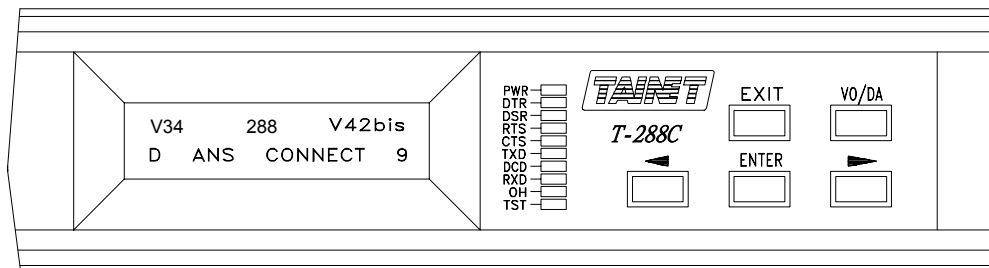 V34 288 V42bis
D ANS CONNECT 9
PWR
DTR
DSR
RTS
CTS
TXD
DCD
RXD
OH
TST
TAINET
T-288C
EXIT
VO/DA
ENTER